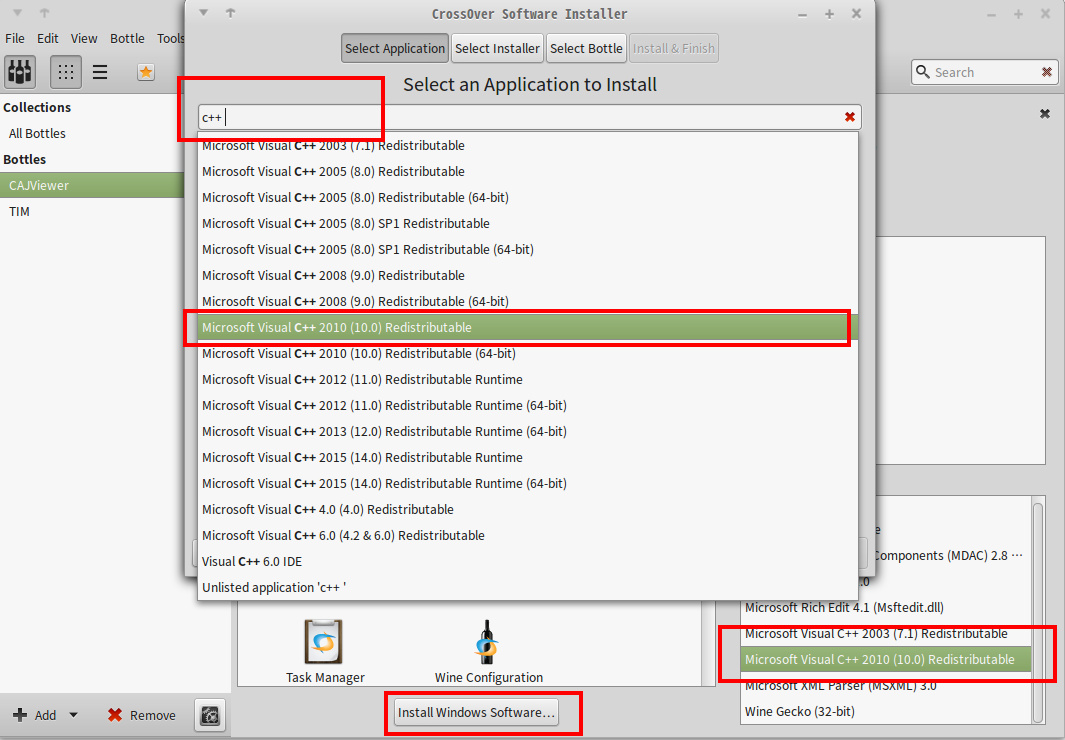 CrossOver Software Installer
File Edit View Bottle Tools
Select Application Select Installer Select Bottle Install & Finish
Select an Application to Install
Search
Collections
All Bottles
Bottles
CAJViewer
TIM
c++
Microsoft Visual C++ 2003 (7.1) Redistributable
Microsoft Visual C++ 2005 (8.0) Redistributable
Microsoft Visual C++ 2005 (8.0) Redistributable (64-bit)
Microsoft Visual C++ 2005 (8.0) SP1 Redistributable
Microsoft Visual C++ 2005 (8.0) SP1 Redistributable (64-bit)
Microsoft Visual C++ 2008 (9.0) Redistributable
Microsoft Visual C++ 2008 (9.0) Redistributable (64-bit)
Microsoft Visual C++ 2010 (10.0) Redistributable
Microsoft Visual C++ 2010 (10.0) Redistributable (64-bit)
Microsoft Visual C++ 2012 (11.0) Redistributable Runtime
Microsoft Visual C++ 2012 (11.0) Redistributable Runtime (64-bit)
Microsoft Visual C++ 2013 (12.0) Redistributable Runtime (64-bit)
Microsoft Visual C++ 2015 (14.0) Redistributable Runtime
Microsoft Visual C++ 2015 (14.0) Redistributable Runtime (64-bit)
Microsoft Visual C++ 4.0 (4.0) Redistributable
Microsoft Visual C++ 6.0 (4.2 & 6.0) Redistributable
Visual C++ 6.0 IDE
Unlisted application 'c++ '
Components (MDAC) 2.8 ...
.0
Microsoft Rich Edit 4.1 (Msftedit.dll)
Microsoft Visual C++ 2003 (7.1) Redistributable
Microsoft Visual C++ 2010 (10.0) Redistributable
Microsoft XML Parser (MSXML) 3.0
Wine Gecko (32-bit)
Task Manager
Wine Configuration
Add
Remove
Install Windows Software...